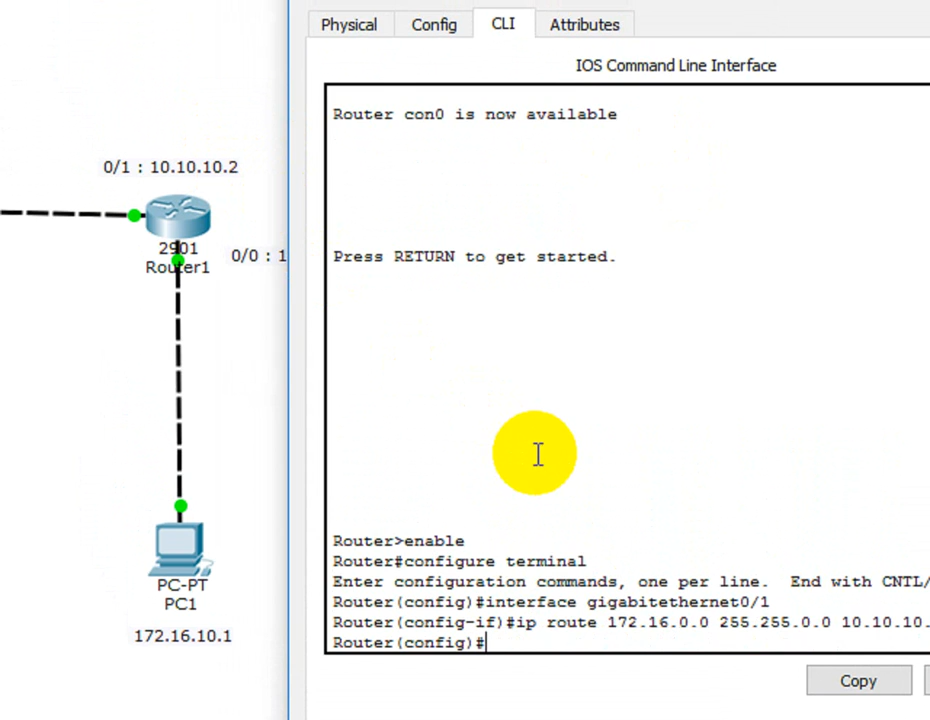 Physical
Config
CLI
Attributes
IOS Command Line Interface
Router con0 is now available
Press RETURN to get started.
Router>enable
Router#configure terminal
Enter configuration commands, one per line.  End with CNTL/
Router(config)#interface gigabitethernet0/1
Router(config-if)#ip route 172.16.0.0 255.255.0.0 10.10.10.
Router(config)#
Copy
0/1 : 10.10.10.2
2901
Router1
0/0 : 1
PC-PT
PC1
172.16.10.1